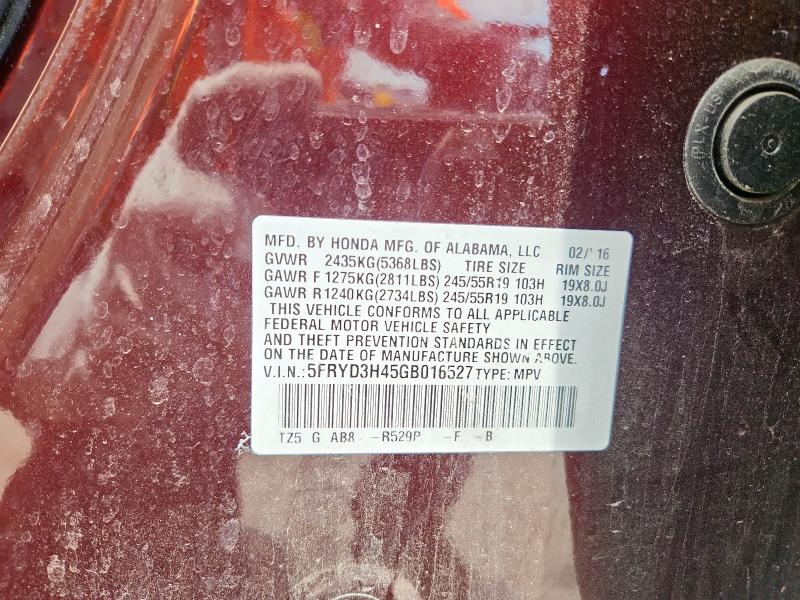 MFD. BY HONDA MFG. OF ALABAMA, LLC 02/'16
GVWR 2435KG(5368LBS) TIRE SIZE RIM SIZE
GAWR F 1275KG(2811LBS) 245/55R19 103H 19X8.0J
GAWR R1240KG(2734LBS) 245/55R19 103H 19X8.0J
THIS VEHICLE CONFORMS TO ALL APPLICABLE
FEDERAL MOTOR VEHICLE SAFETY
AND THEFT PREVENTION STANDARDS IN EFFECT
ON THE DATE OF MANUFACTURE SHOWN ABOVE.
V.I.N.: 5FRYD3H45GB016527 TYPE: MPV
TZ5 G AB8 - -R529P -F -B